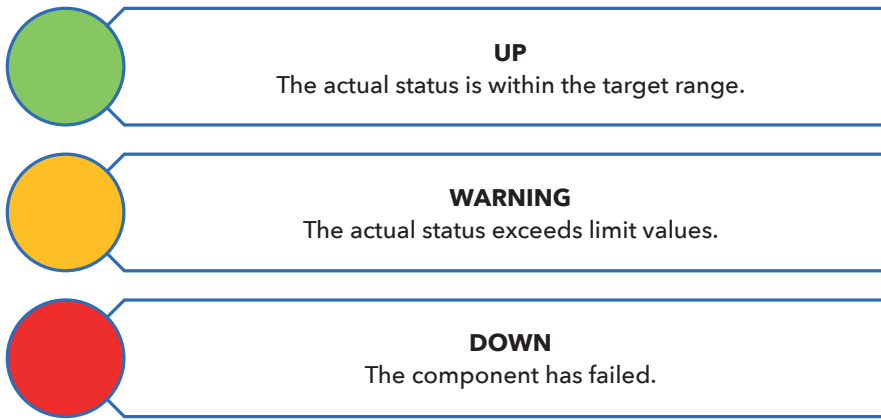 UP
The actual status is within the target range.
WARNING
The actual status exceeds limit values.
DOWN
The component has failed.